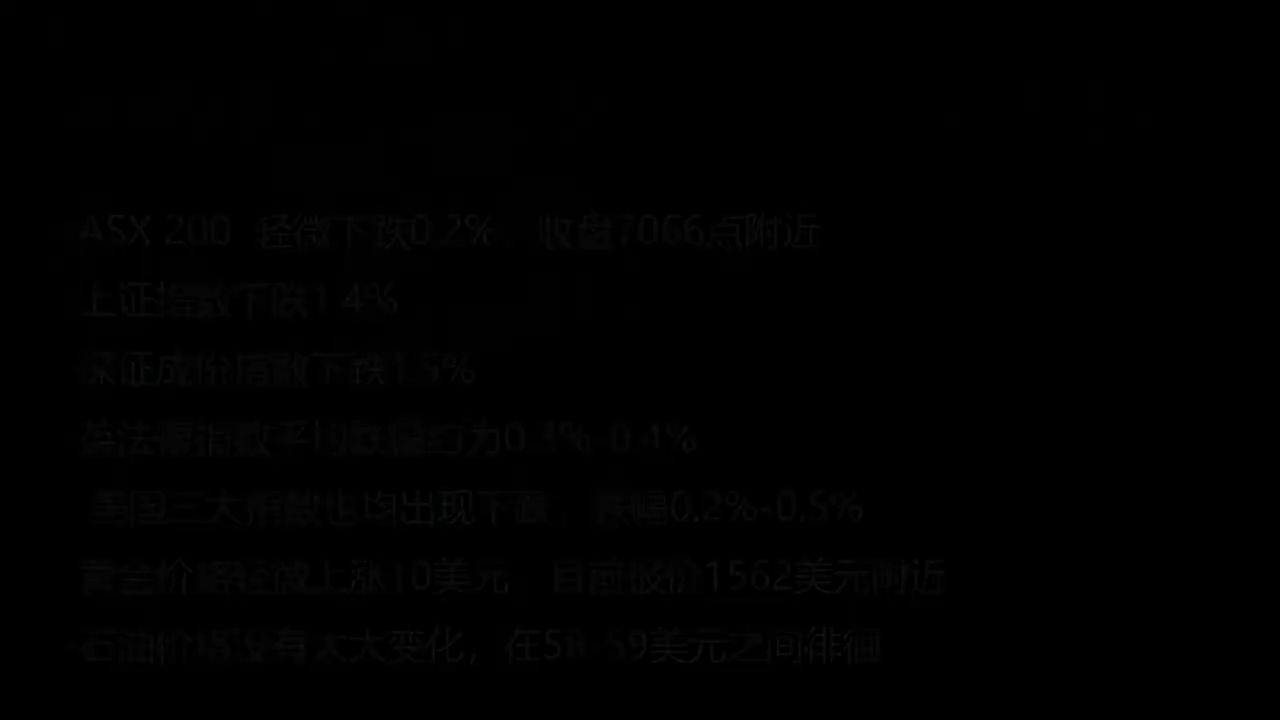 ASX 200 轻微下跌0.2%，收盘7066点附近
上证指数下跌1.4%
深证成份指数下跌1.5%
英法德指数平均跌幅约为0.3%-0.4%
美国三大指数也均出现下跌，跌幅0.2%-0.5%
黄金价格轻微上涨10美元，目前报价1562美元附近
石油价格没有太大变化，在58-59美元之间徘徊